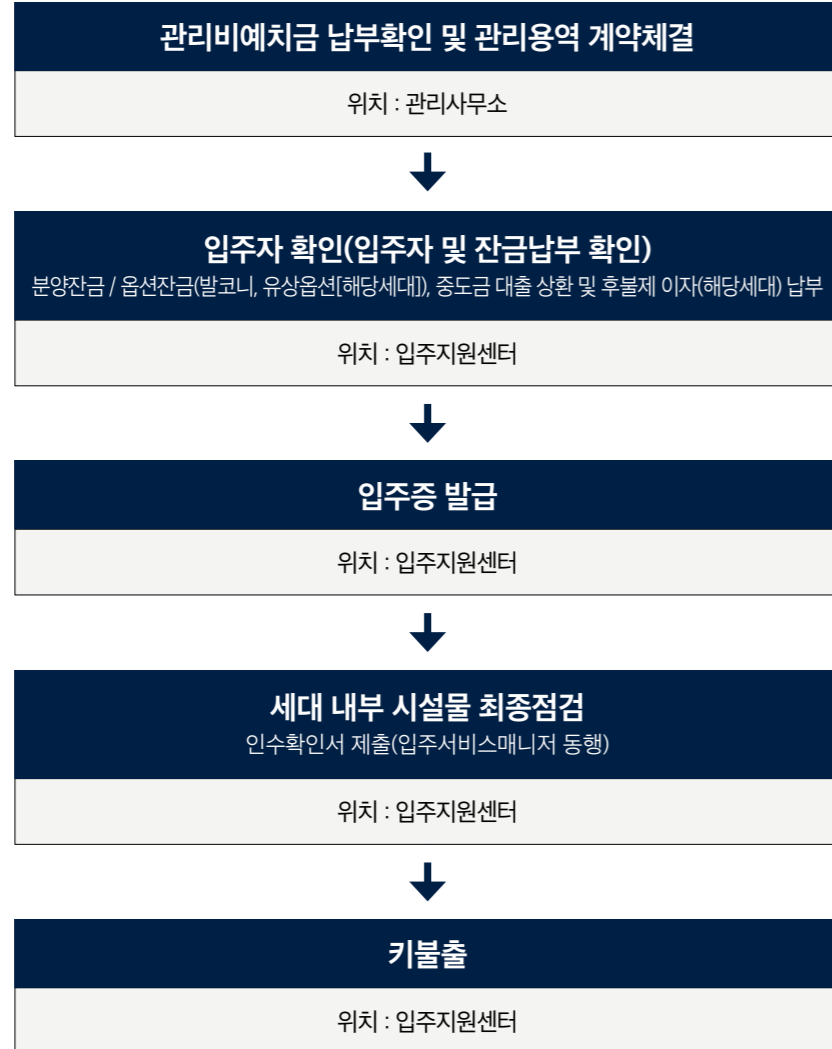 관리비예치금 납부확인 및 관리용역 계약체결
위치 : 관리사무소
입주자 확인(입주자 및 잔금납부 확인)
분양잔금 / 옵션잔금(발코니, 유상옵션[해당세대]), 중도금 대출 상환 및 후불제 이자(해당세대) 납부
위치 : 입주지원센터
입주증 발급
위치 : 입주지원센터
세대 내부 시설물 최종점검
인수확인서 제출(입주서비스매니저 동행)
위치 : 입주지원센터
키불출
위치 : 입주지원센터